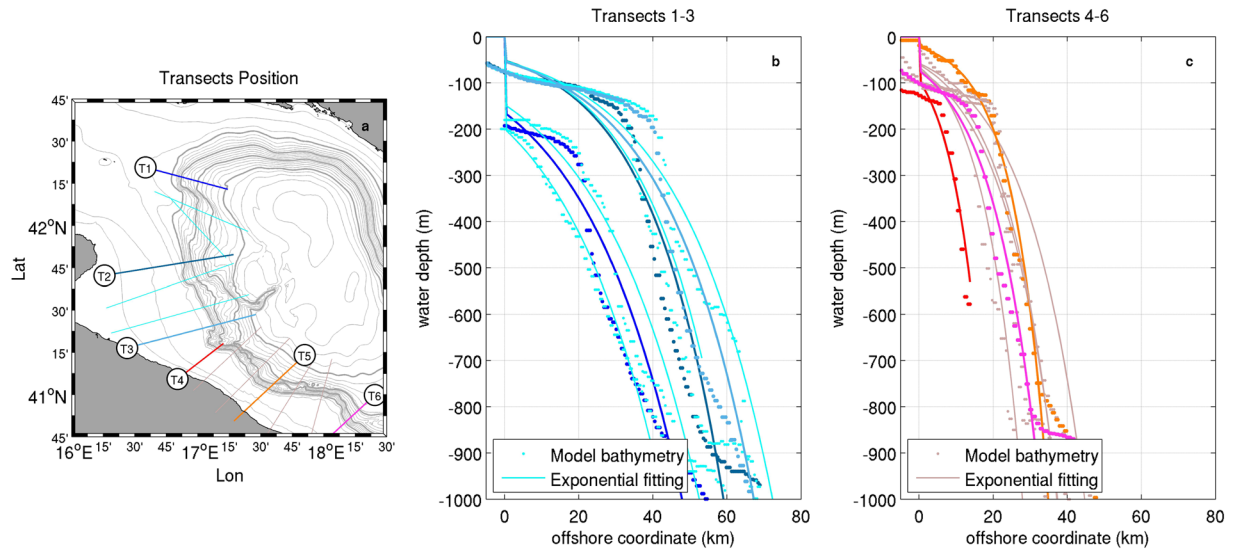 Transects Position
a
45'
30'
15'
42°N
45'
30'
15'
41°N
45'
Lat
T1
T2
T3
T4
T5
T6
16°E 15' 30' 45' 17°E 15' 30' 45' 18°E 15' 30'
Lon
Transects 1-3
b
0
-100
-200
-300
-400
-500
-600
-700
-800
-900
-1000
water depth (m)
Model bathymetry
Exponential fitting
0 20 40 60 80
offshore coordinate (km)
Transects 4-6
c
0
-100
-200
-300
-400
-500
-600
-700
-800
-900
-1000
water depth (m)
Model bathymetry
Exponential fitting
0 20 40 60 80
offshore coordinate (km)